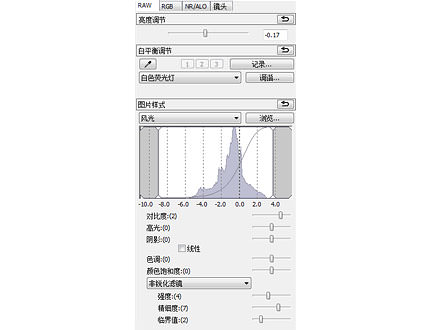 RAW RGB NR/ALO 镜头
亮度调节
-0.17
白平衡调节
1 2 3 记录...
白色荧光灯 调谐...
图片样式
风光 浏览...
-10.0 -8.0 -6.0 -4.0 -2.0 0.0 2.0 4.0
对比度:(2)
高光:(0)
阴影:(0)
线性
色调:(0)
颜色饱和度:(0)
非锐化滤镜
强度:(4)
精细度:(7)
临界值:(2)